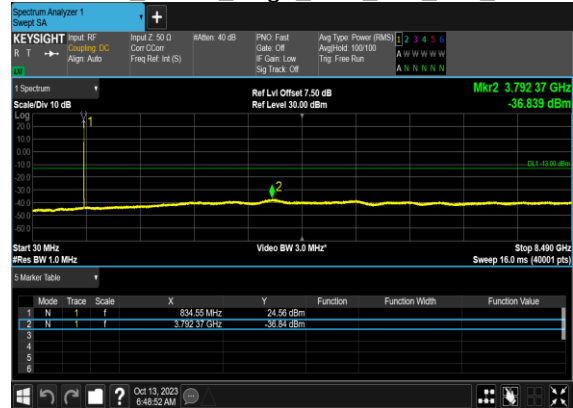 Spectrum Analyzer 1
Swept SA
KEYSIGHT Input: RF Input Z: 50 Ω #Atten: 40 dB PNO: Fast Avg Type: Power (RMS) 1 2 3 4 5 6
R T Coupling: DC Corr CCorr Gate: Off Avg|Hold: 100/100 A W W W W W
Align: Auto Freq Ref: Int (S) IF Gain: Low Trig: Free Run
Sig Track: Off A N N N N N
LXI
1 Spectrum Ref Lvl Offset 7.50 dB Mkr2 3.792 37 GHz
Scale/Div 10 dB Ref Level 30.00 dBm -36.839 dBm
Log
20.0
10.0
0.00
-10.0
-20.0
-30.0
-40.0
-50.0
-60.0
1
2
DL1 -13.00 dBm
Start 30 MHz Video BW 3.0 MHz* Stop 8.490 GHz
#Res BW 1.0 MHz Sweep 16.0 ms (40001 pts)
5 Marker Table
Mode Trace Scale X Y Function Function Width Function Value
1 N 1 f 834.55 MHz 24.56 dBm
2 N 1 f 3.792 37 GHz -36.84 dBm
3
4
5
6
? Oct 13, 2023
6:48:52 AM